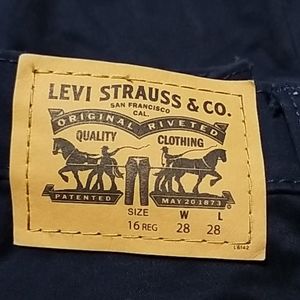 LEVI STRAUSS & CO.
SAN FRANCISCO
CAL.
ORIGINAL RIVETED
QUALITY CLOTHING
PATENTED MAY 20 1873
SIZE W L
16 REG 28 28
L8142